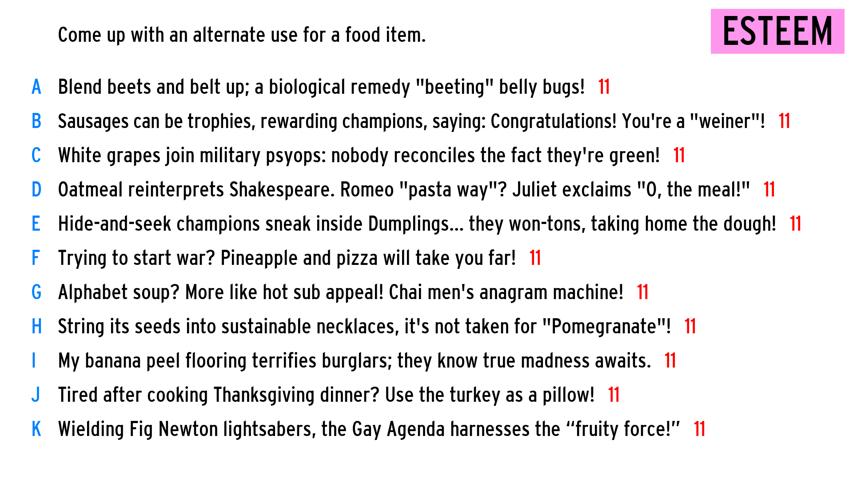 Come up with an alternate use for a food item.
ESTEEM
A Blend beets and belt up; a biological remedy "beeting" belly bugs! 11
B Sausages can be trophies, rewarding champions, saying: Congratulations! You're a "weiner"! 11
C White grapes join military psyops: nobody reconciles the fact they're green! 11
D Oatmeal reinterprets Shakespeare. Romeo "pasta way"? Juliet exclaims "O, the meal!" 11
E Hide-and-seek champions sneak inside Dumplings... they won-tons, taking home the dough! 11
F Trying to start war? Pineapple and pizza will take you far! 11
G Alphabet soup? More like hot sub appeal! Chai men's anagram machine! 11
H String its seeds into sustainable necklaces, it's not taken for "Pomegranate"! 11
I My banana peel flooring terrifies burglars; they know true madness awaits. 11
J Tired after cooking Thanksgiving dinner? Use the turkey as a pillow! 11
K Wielding Fig Newton lightsabers, the Gay Agenda harnesses the “fruity force!” 11